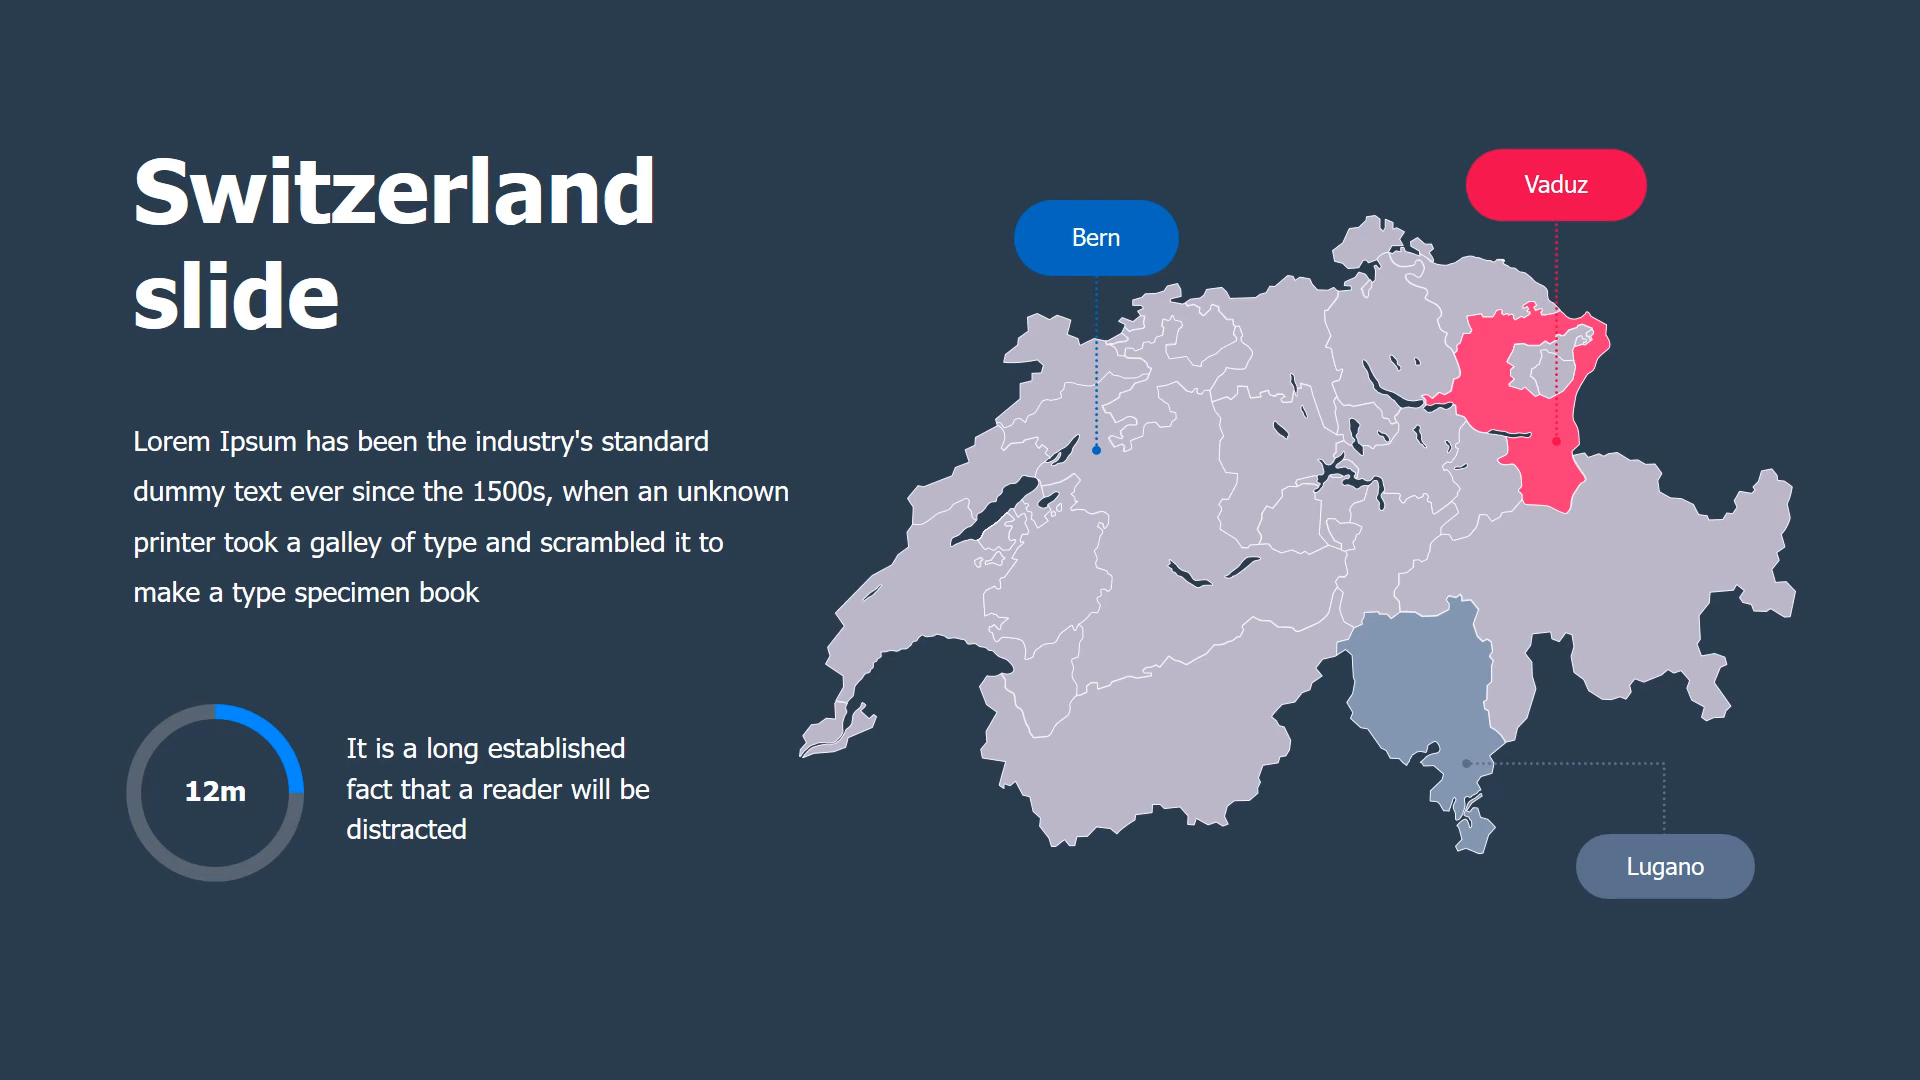 Switzerland
slide
Lorem Ipsum has been the industry's standard
dummy text ever since the 1500s, when an unknown
printer took a galley of type and scrambled it to
make a type specimen book
12m
It is a long established
fact that a reader will be
distracted
Bern
Vaduz
Lugano